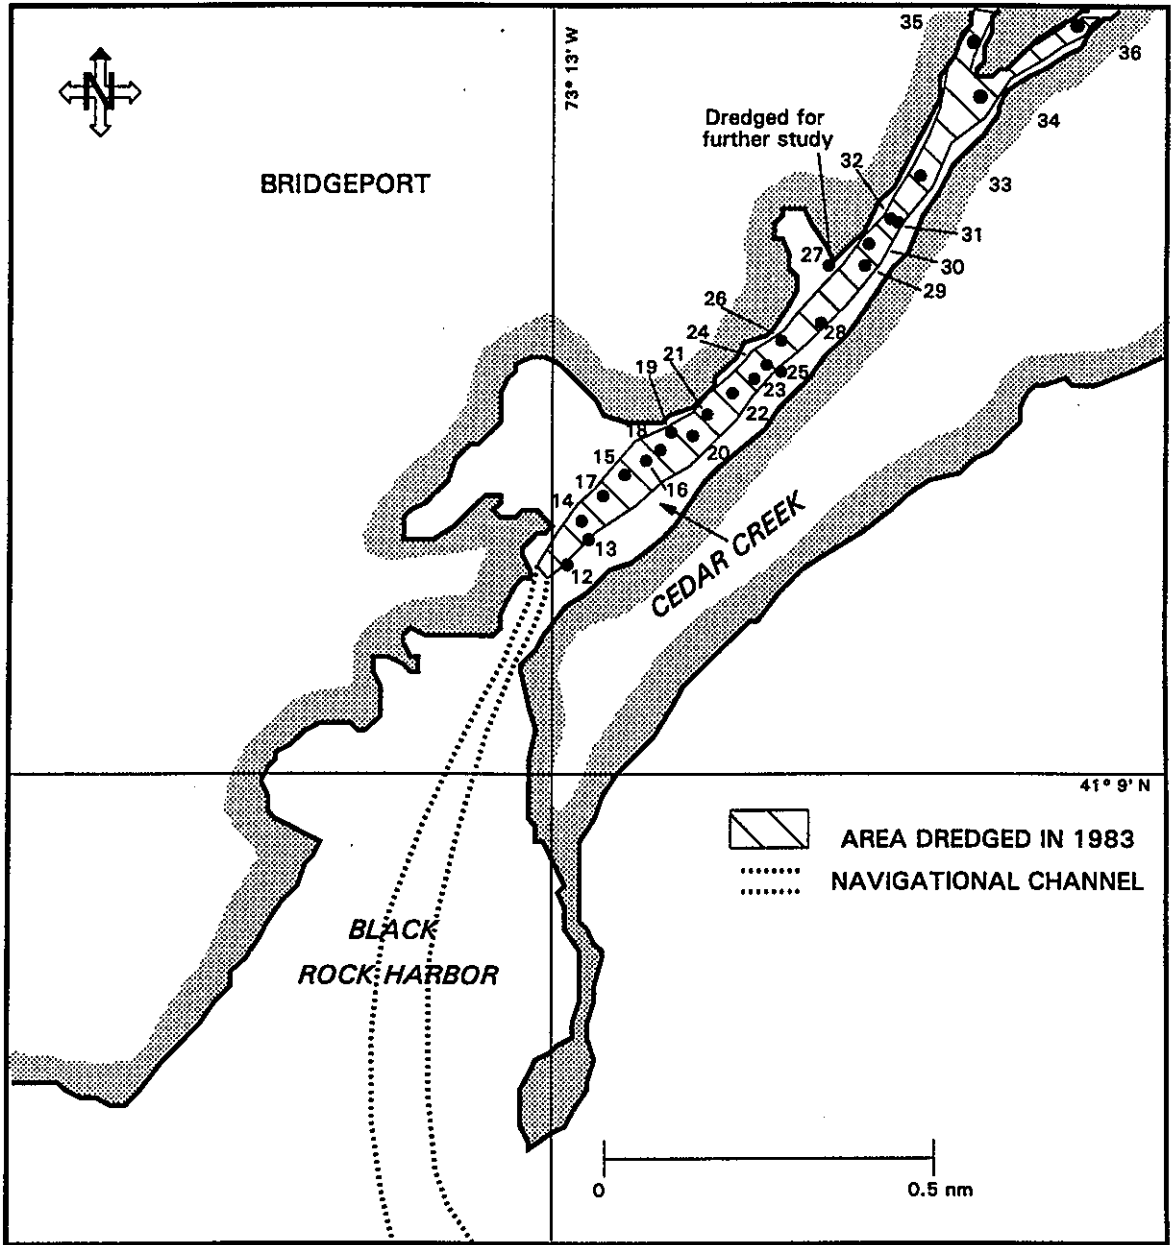 35
73° 13' W
36
N
Dredged for
further study
34
BRIDGEPORT
32
33
31
27
30
29
26
28
24
21
25
19
23
22
18
20
15
17
16
14
13
12
CEDAR CREEK
41° 9' N
AREA DREDGED IN 1983
NAVIGATIONAL CHANNEL
BLACK
ROCK HARBOR
0
0.5 nm